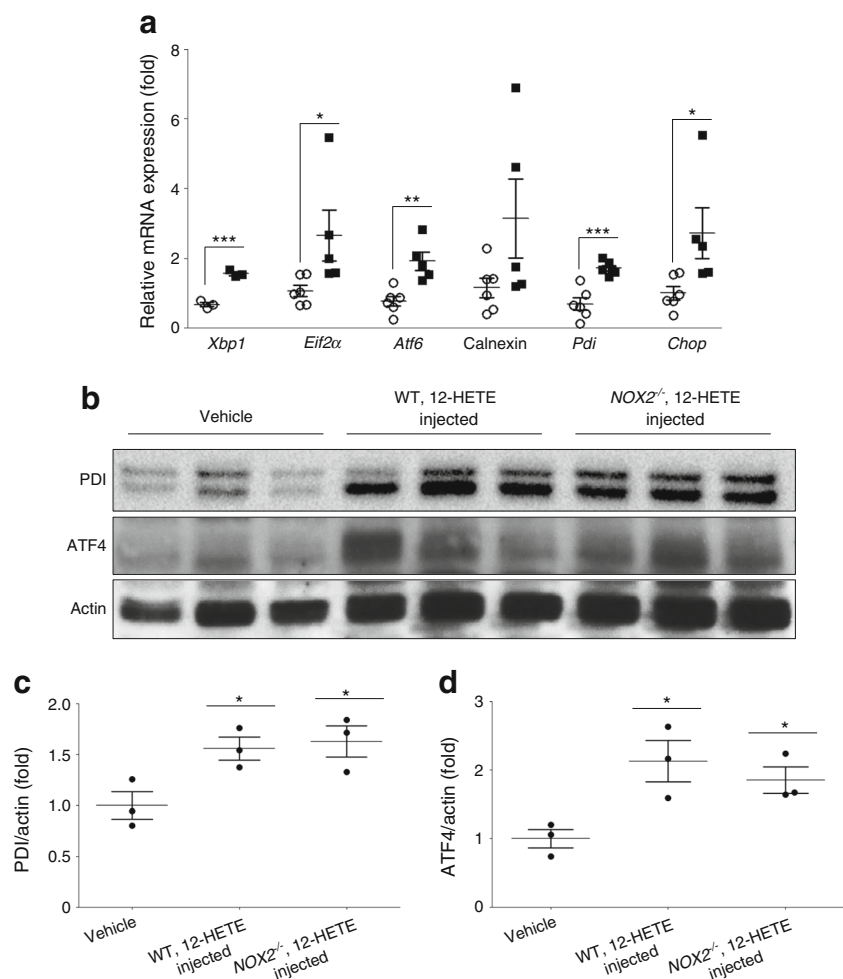 a
Relative mRNA expression (fold)
8
6
4
2
0
***
*
**
***
*
Xbp1
Eif2α
Atf6
Calnexin
Pdi
Chop
b
Vehicle
WT, 12-HETE
injected
NOX2-/-, 12-HETE
injected
PDI
ATF4
Actin
c
PDI/actin (fold)
2.0
1.5
1.0
0.5
0
*
*
Vehicle
WT, 12-HETE
injected
NOX2-/-, 12-HETE
injected
d
ATF4/actin (fold)
3
2
1
0
*
*
Vehicle
WT, 12-HETE
injected
NOX2-/-, 12-HETE
injected